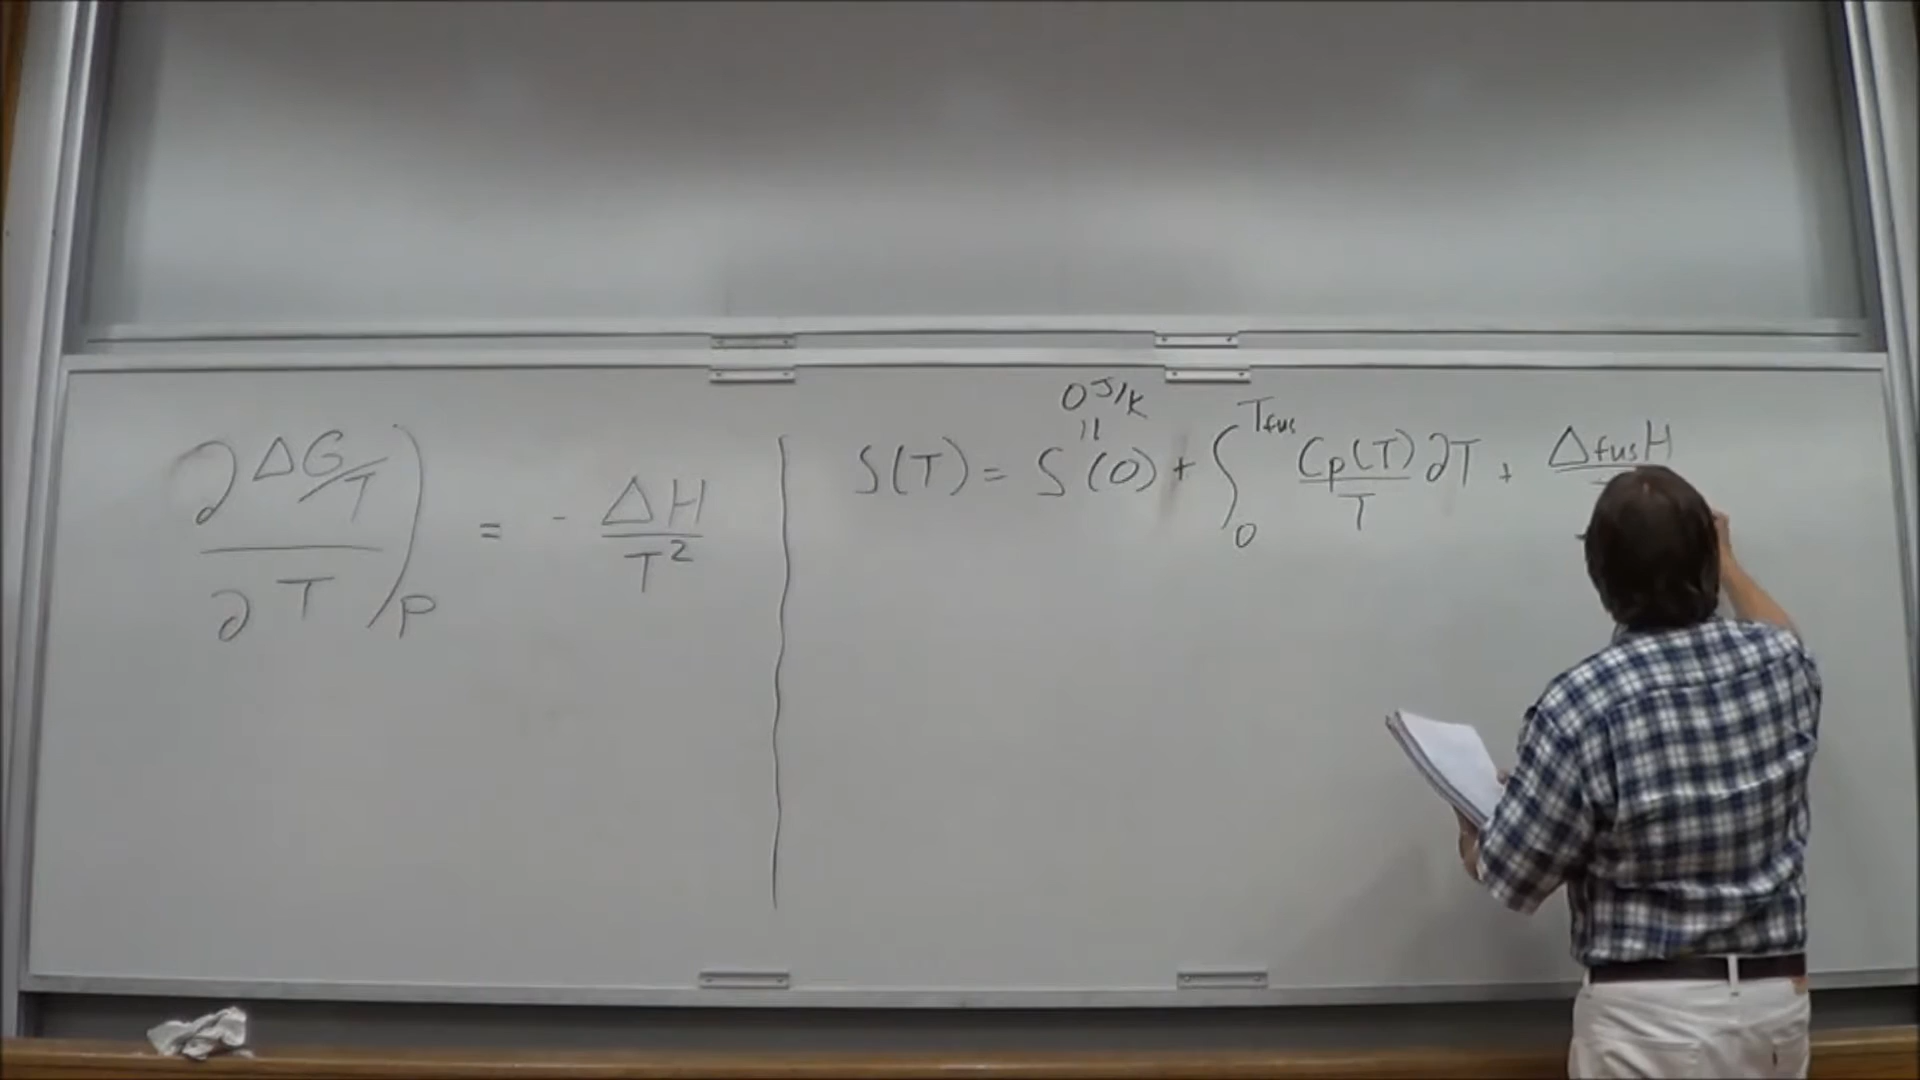 ∂ ΔG/T / ∂T )P = - ΔH / T²
0 J/K
S(T) = S(0) + ∫₀^Tfus Cp(T)/T ∂T + ΔfusH